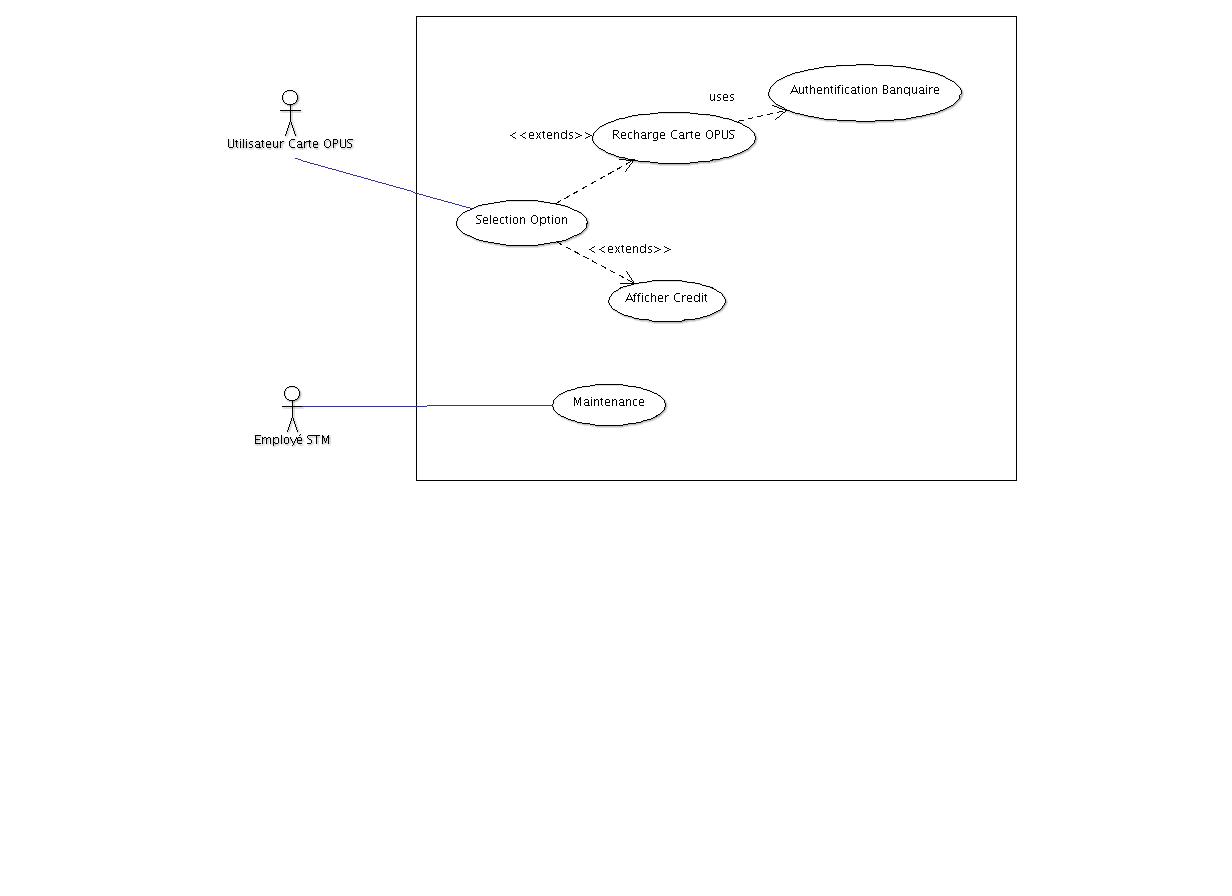 Authentification Banquaire
uses
<<extends>>
Recharge Carte OPUS
Utilisateur Carte OPUS
Selection Option
<<extends>>
Afficher Credit
Maintenance
Employé STM